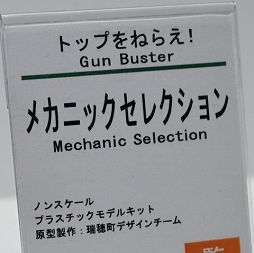 トップをねらえ!
Gun Buster
メカニックセレクション
Mechanic Selection
ノンスケール
プラスチックモデルキット
原型製作：瑞穂町デザインチーム